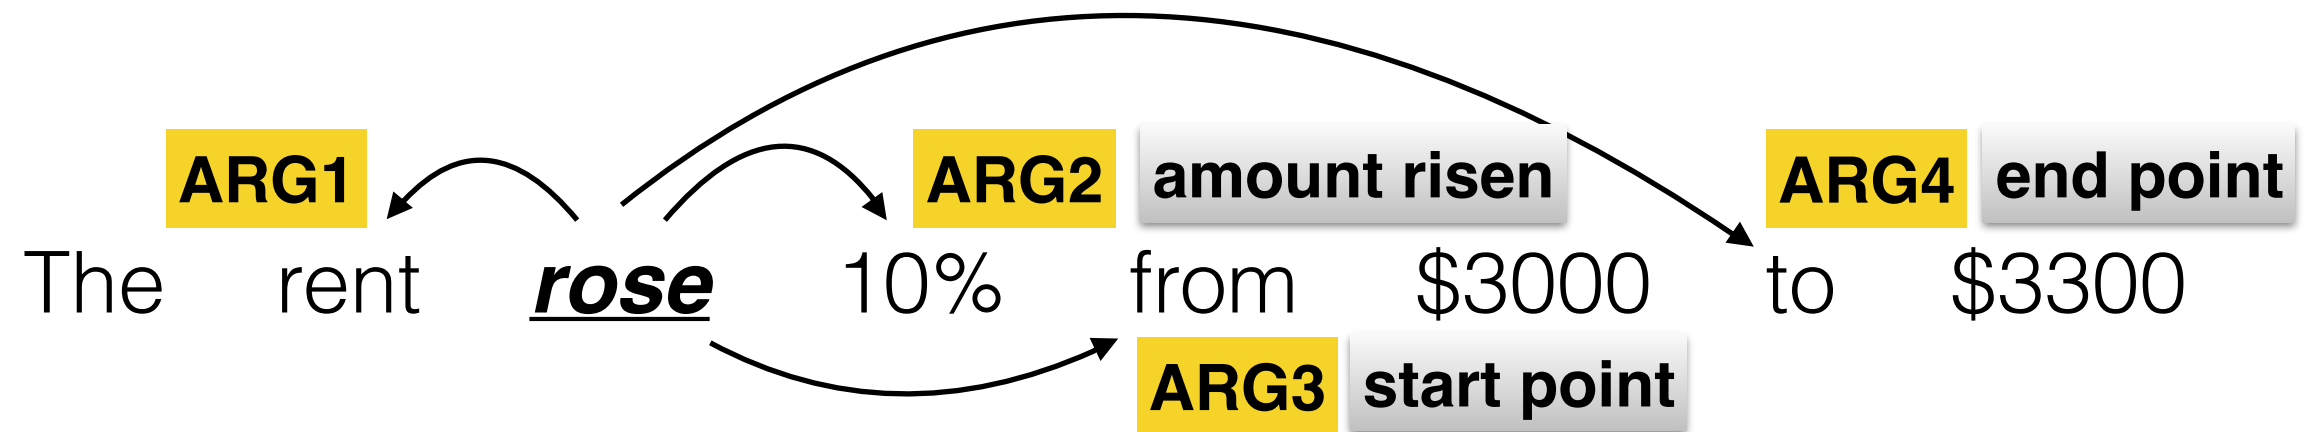 ARG1 ARG2 amount risen ARG4 end point
The rent rose 10% from $3000 to $3300
ARG3 start point